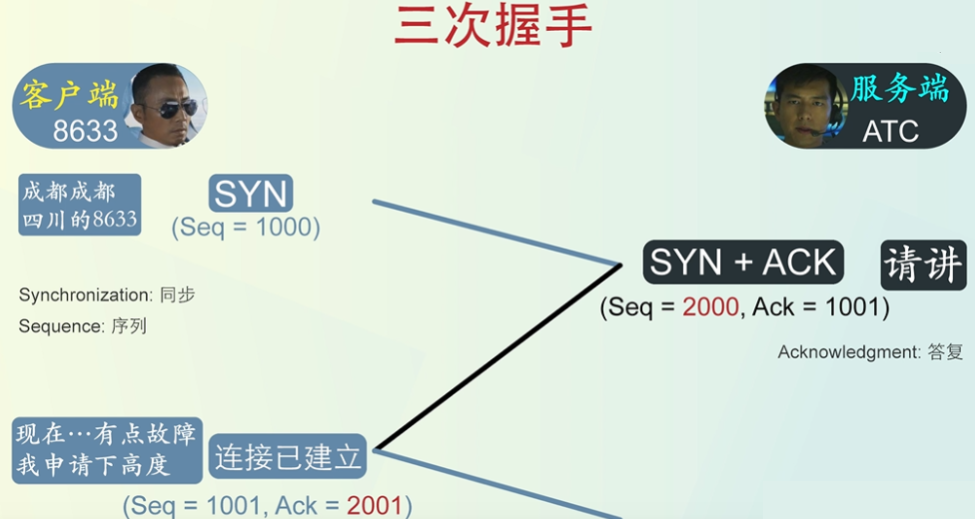 三次握手
客户端
8633
服务端
ATC
成都成都
四川的8633
SYN
(Seq = 1000)
SYN + ACK
请讲
(Seq = 2000, Ack = 1001)
Synchronization: 同步
Sequence: 序列
Acknowledgment: 答复
现在…有点故障
我申请下高度
连接已建立
(Seq = 1001, Ack = 2001)